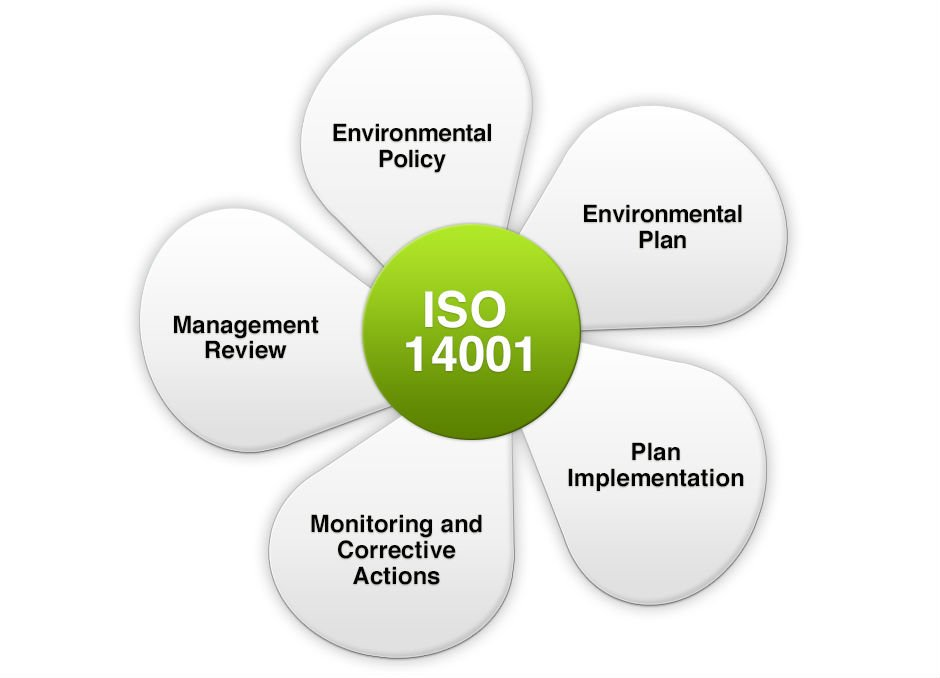 Environmental
Policy
Environmental
Plan
Plan
Implementation
Monitoring and
Corrective
Actions
Management
Review
ISO
14001